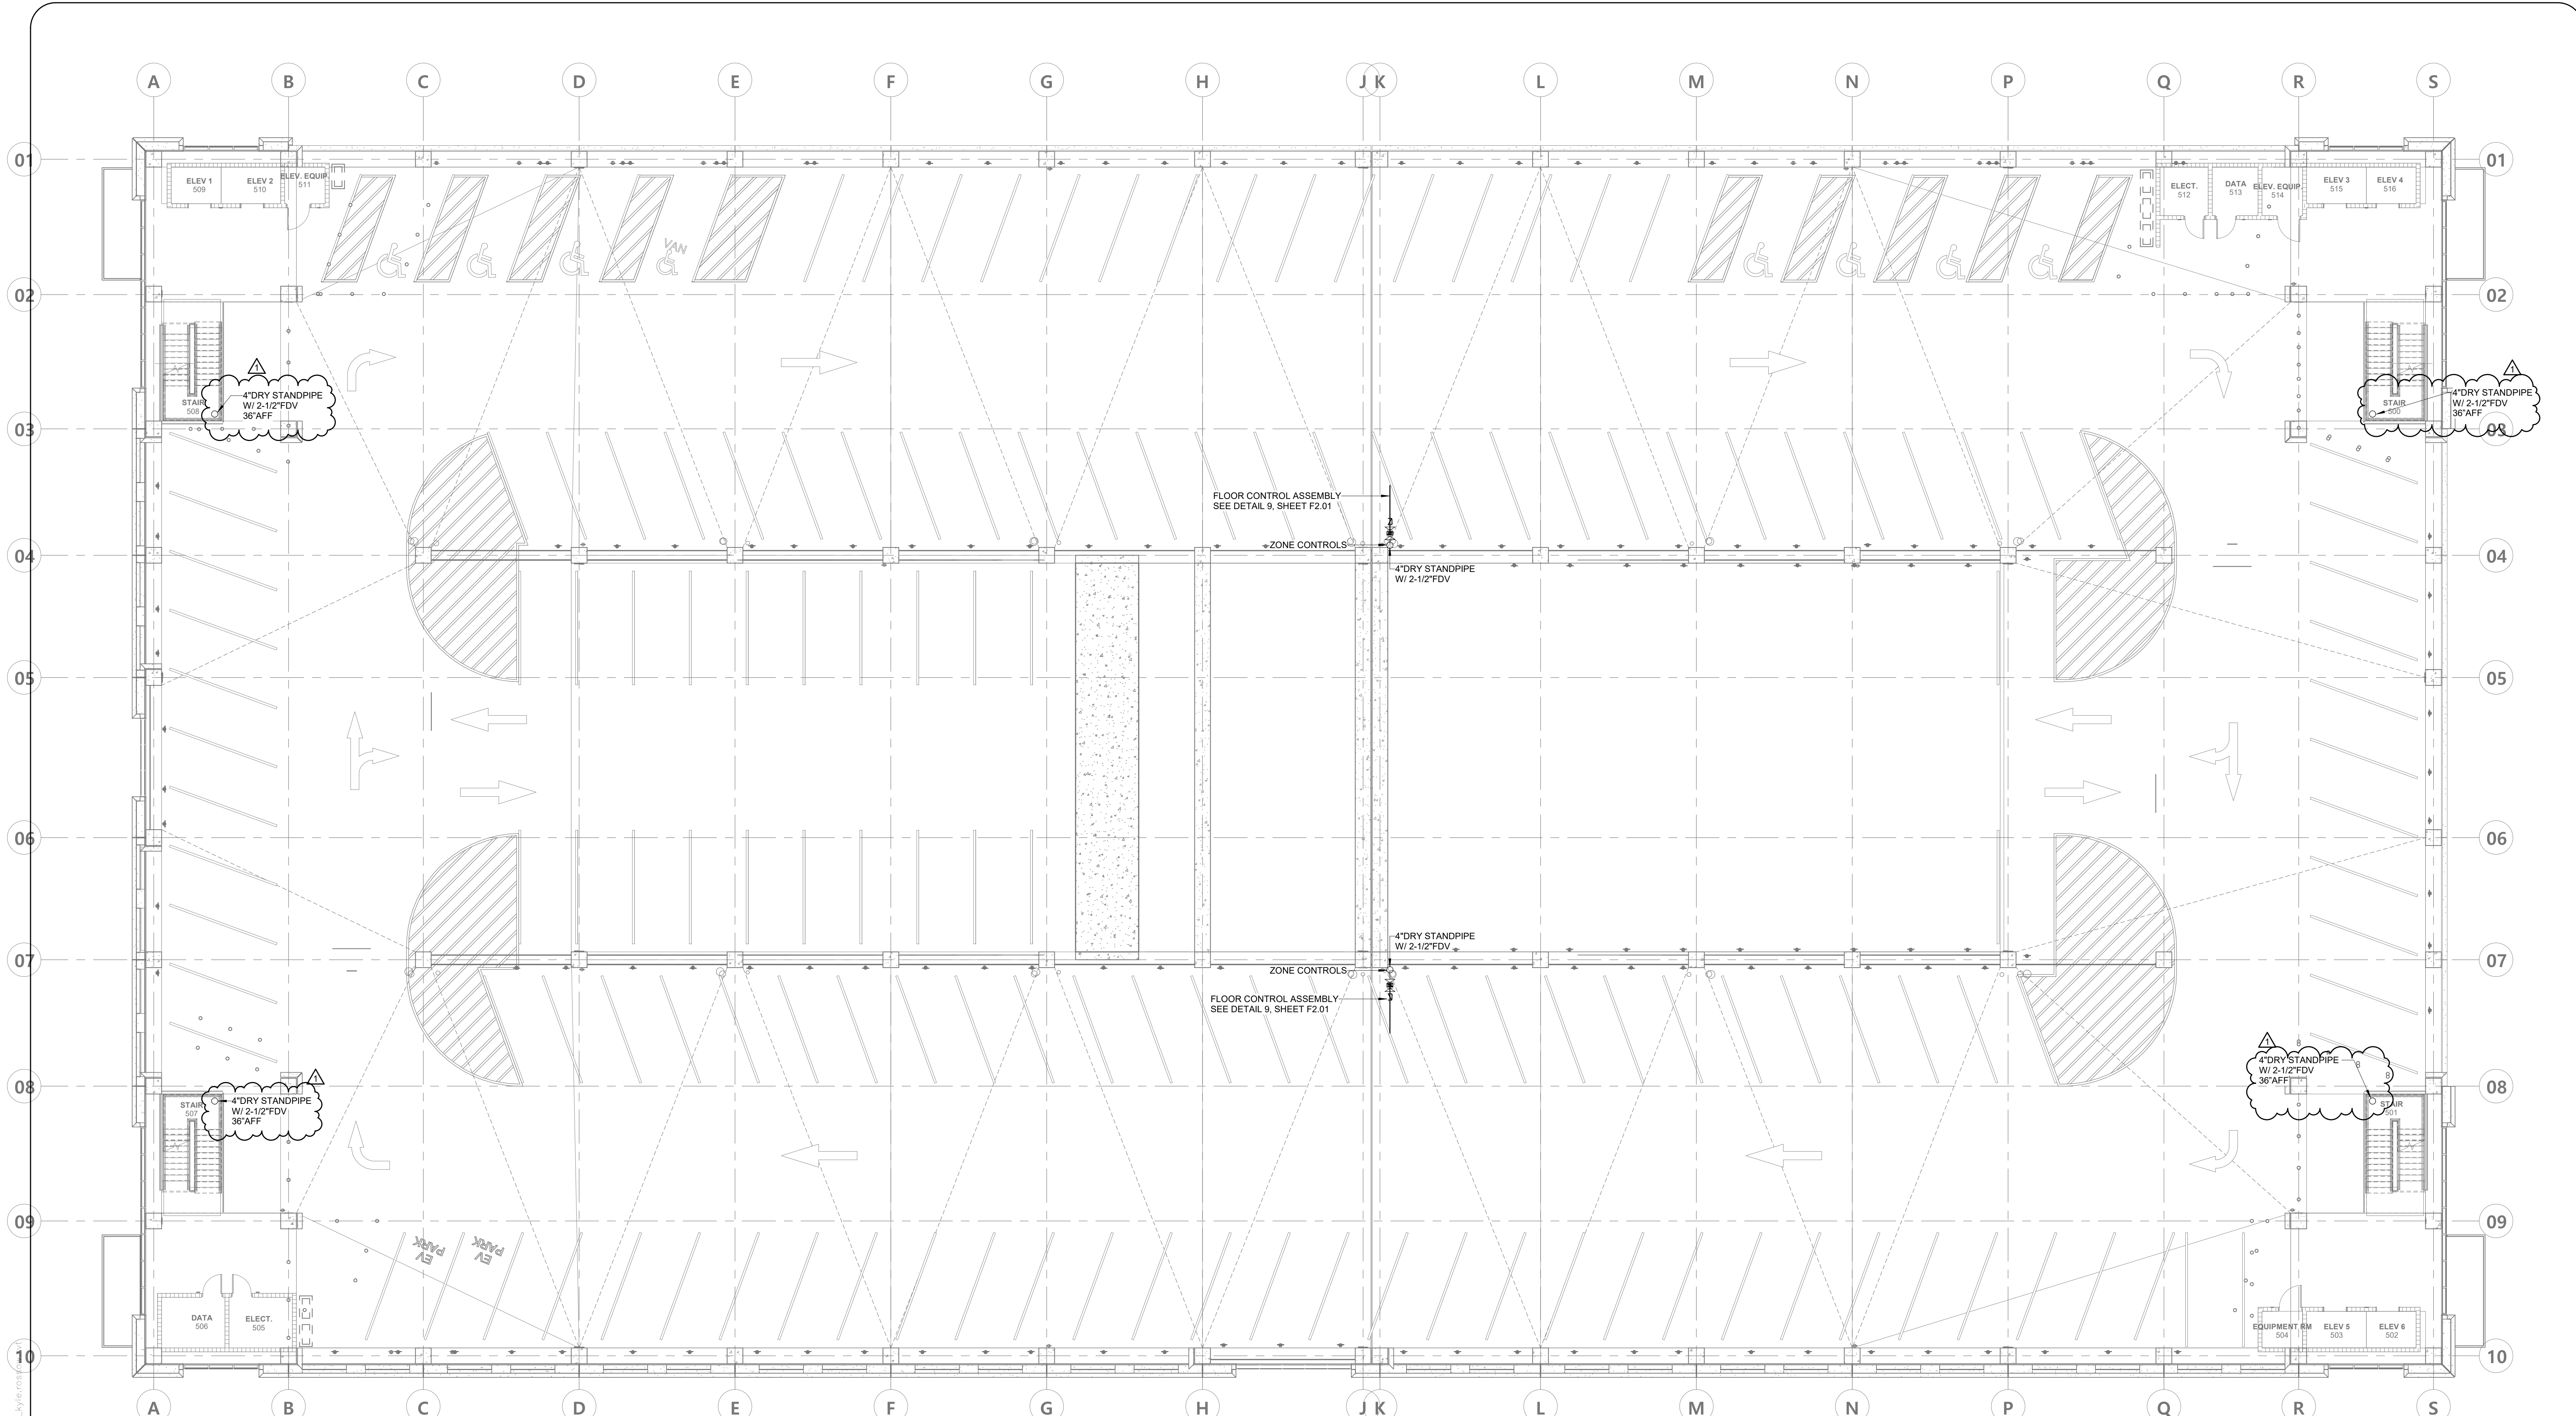 A B C D E F G H J K L M N P Q R S
01 01
ELEV 1
509
ELEV 2
510
ELEV. EQUIP.
511
ELECT.
512
DATA
513
ELEV. EQUIP.
514
ELEV 3
515
ELEV 4
516
VAN
02 02
1
4"DRY STANDPIPE
W/ 2-1/2"FDV
36"AFF
STAIR
508
1
4"DRY STANDPIPE
W/ 2-1/2"FDV
36"AFF
STAIR
500
03 03
FLOOR CONTROL ASSEMBLY
SEE DETAIL 9, SHEET F2.01
ZONE CONTROLS
04 04
4"DRY STANDPIPE
W/ 2-1/2"FDV
05 05
06 06
4"DRY STANDPIPE
W/ 2-1/2"FDV
07 07
ZONE CONTROLS
FLOOR CONTROL ASSEMBLY
SEE DETAIL 9, SHEET F2.01
1
4"DRY STANDPIPE
W/ 2-1/2"FDV
36"AFF
STAIR
507
1
4"DRY STANDPIPE
W/ 2-1/2"FDV
36"AFF
STAIR
501
08 08
09 09
EV
PARK
EV
PARK
DATA
506
ELECT.
505
EQUIPMENT RM
504
ELEV 5
503
ELEV 6
502
10 10
A B C D E F G H J K L M N P Q R S